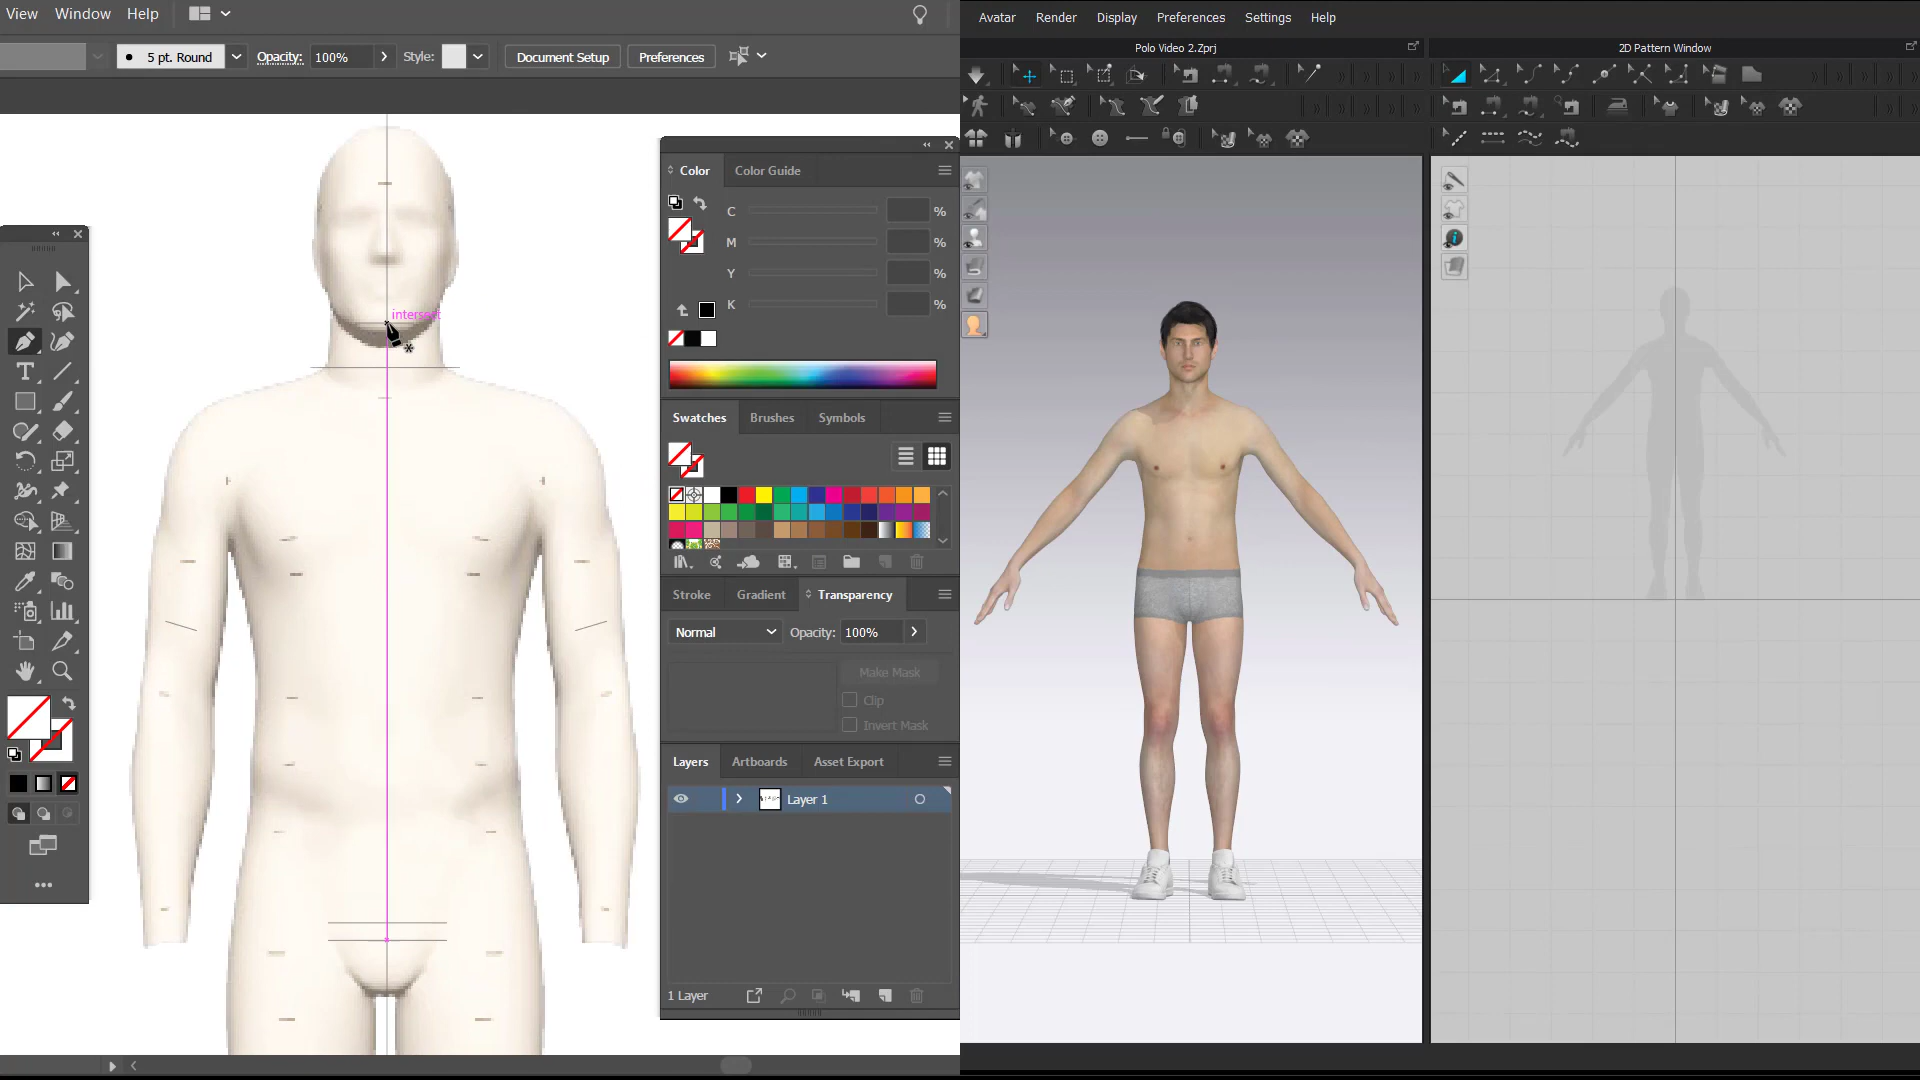 View Window Help
5 pt. Round Opacity: 100% Style: Document Setup Preferences
intersect
Color Color Guide
C %
M %
Y %
K %
Swatches Brushes Symbols
Stroke Gradient Transparency
Normal Opacity: 100%
Make Mask
Clip
Invert Mask
Layers Artboards Asset Export
Layer 1
1 Layer
Avatar Render Display Preferences Settings Help
Polo Video 2.Zprj
2D Pattern Window